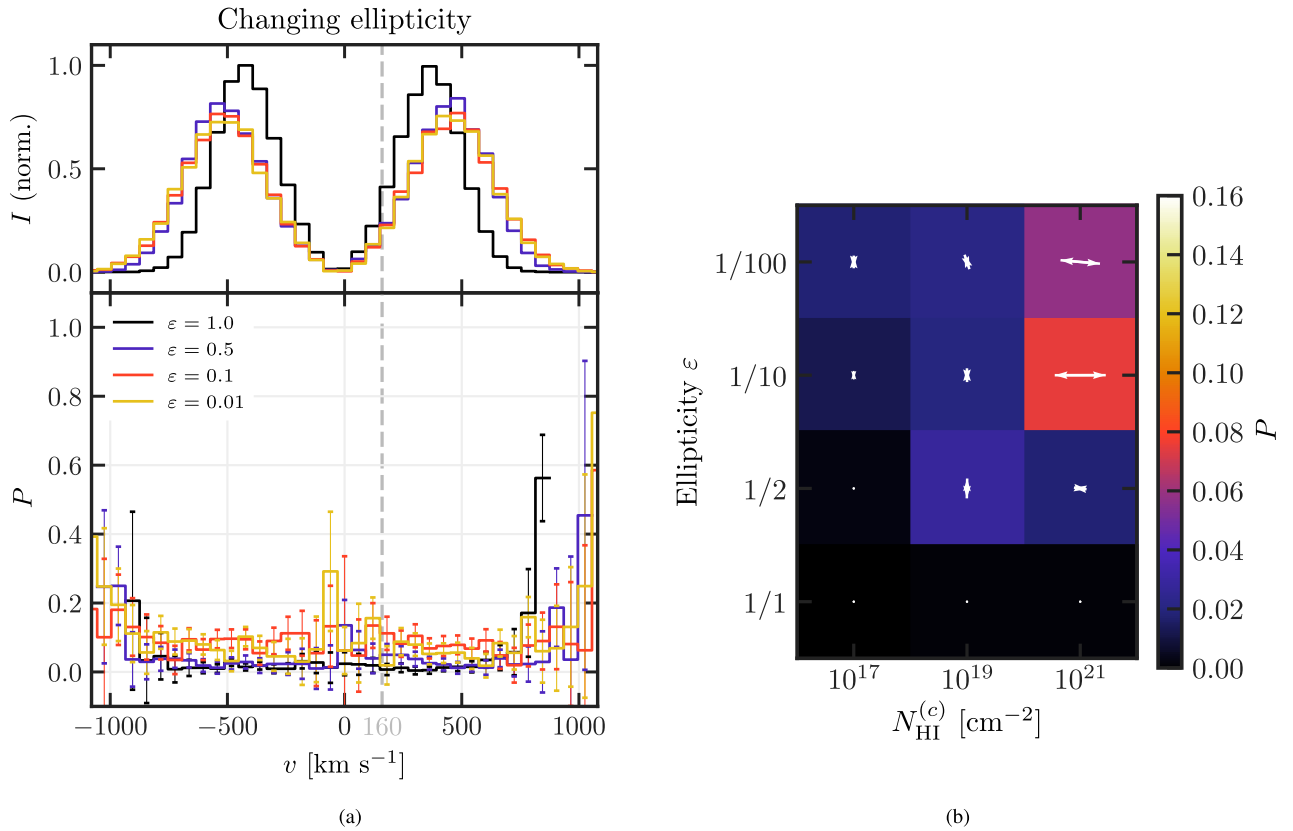 Changing ellipticity
I (norm.)
1.0
0.5
0.0
P
1.0
0.8
0.6
0.4
0.2
0.0
ε = 1.0
ε = 0.5
ε = 0.1
ε = 0.01
−1000 −500 0 160 500 1000
v [km s⁻¹]
(a)
Ellipticity ε
1/100
1/10
1/2
1/1
10¹⁷ 10¹⁹ 10²¹
N_HI^(c) [cm⁻²]
0.16
0.14
0.12
0.10
0.08
0.06
0.04
0.02
0.00
P
(b)